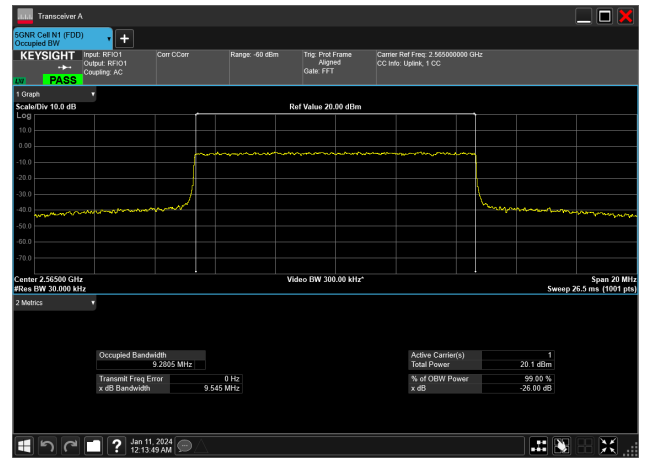 Transceiver A
5GNR Cell N1 (FDD)
Occupied BW
KEYSIGHT
PASS
Input: RFIO1
Output: RFIO1
Coupling: AC
Corr CCorr
Range: -60 dBm
Trig: Prot Frame
Aligned
Gate: FFT
Carrier Ref Freq: 2.565000000 GHz
CC Info: Uplink, 1 CC
1 Graph
Scale/Div 10.0 dB
Ref Value 20.00 dBm
Log
10.0
0.00
-10.0
-20.0
-30.0
-40.0
-50.0
-60.0
-70.0
Center 2.56500 GHz
Video BW 300.00 kHz*
Span 20 MHz
#Res BW 30.000 kHz
Sweep 26.5 ms (1001 pts)
2 Metrics
Occupied Bandwidth
9.2805 MHz
Transmit Freq Error 0 Hz
x dB Bandwidth 9.545 MHz
Active Carrier(s) 1
Total Power 20.1 dBm
% of OBW Power 99.00 %
x dB -26.00 dB
Jan 11, 2024
12:13:49 AM